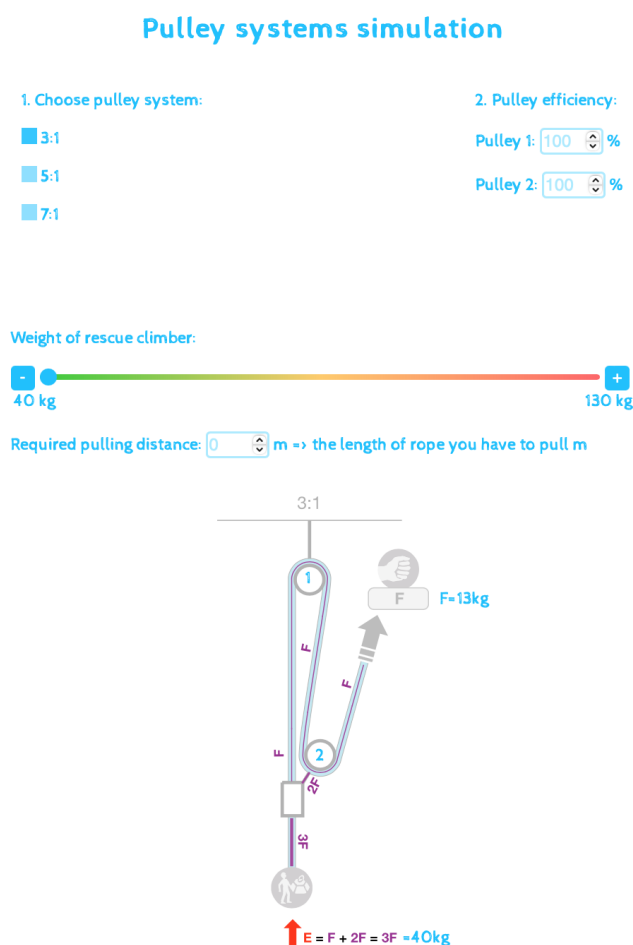 Pulley systems simulation
1. Choose pulley system:
2. Pulley efficiency:
3:1
Pulley 1: 100 %
5:1
Pulley 2: 100 %
7:1
Weight of rescue climber:
- +
40 kg 130 kg
Required pulling distance: 0 m => the length of rope you have to pull m
3:1
1
F F=13kg
F
F
F
2
2F
3F
E = F + 2F = 3F =40kg